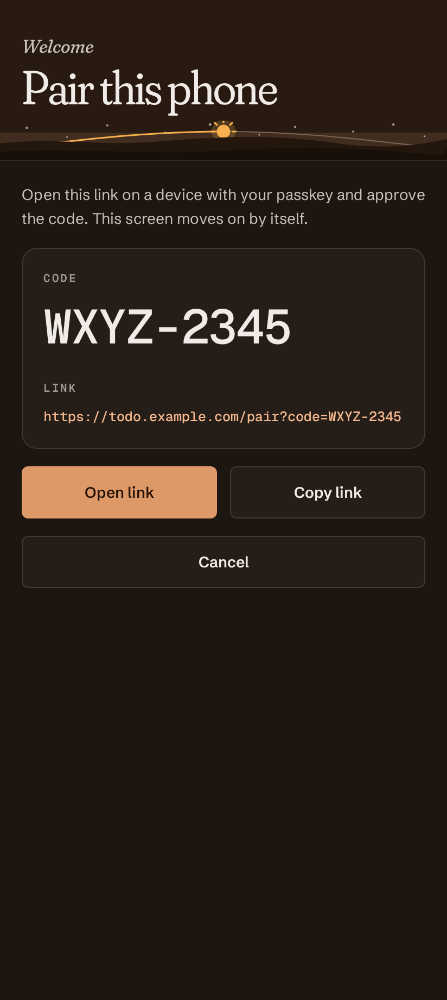 Welcome
Pair this phone
Open this link on a device with your passkey and approve
the code. This screen moves on by itself.
CODE
WXYZ-2345
LINK
https://todo.example.com/pair?code=WXYZ-2345
Open link
Copy link
Cancel